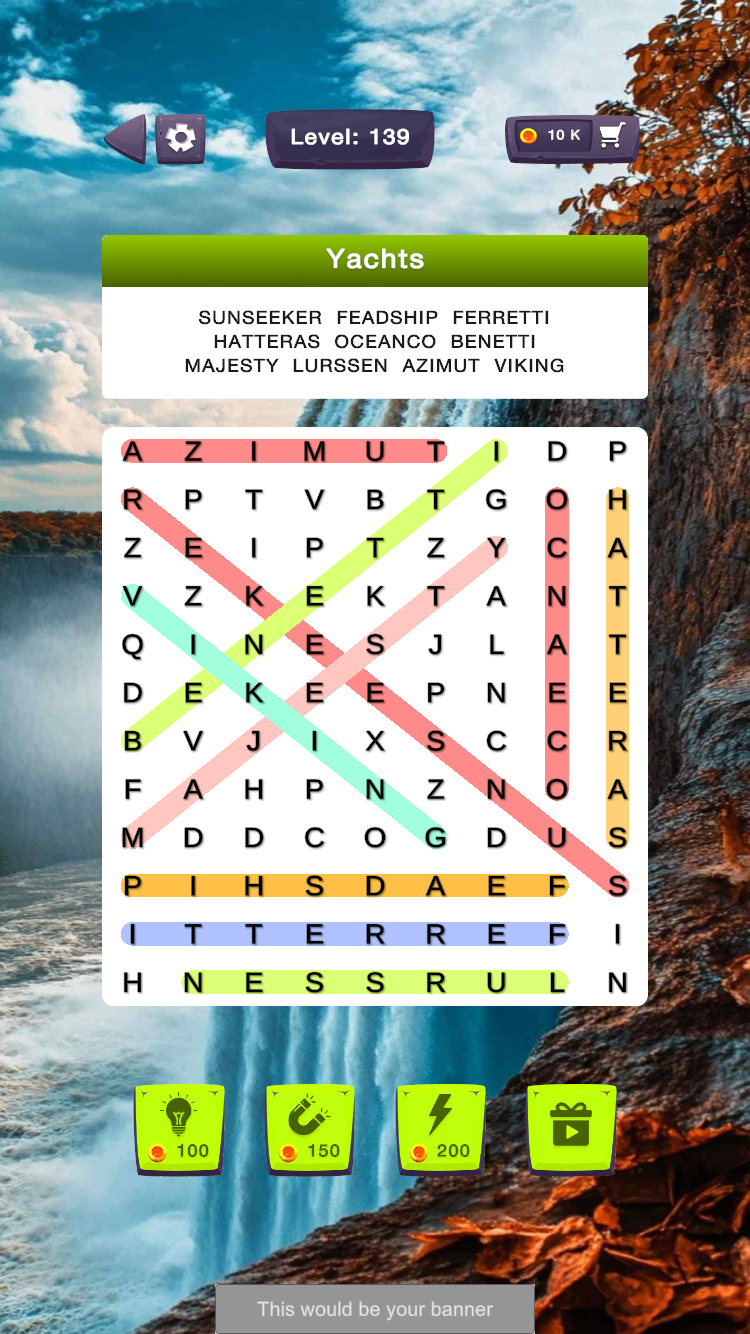 Level: 139
10 K
Yachts
SUNSEEKER FEADSHIP FERRETTI
HATTERAS OCEANCO BENETTI
MAJESTY LURSSEN AZIMUT VIKING
A Z I M U T I D P
R P T V B T G O H
Z E I P T Z Y C A
V Z K E K T A N T
Q I N E S J L A T
D E K E E P N E E
B V J I X S C C R
F A H P N Z N O A
M D D C O G D U S
P I H S D A E F S
I T T E R R E F I
H N E S S R U L N
100 150 200
This would be your banner